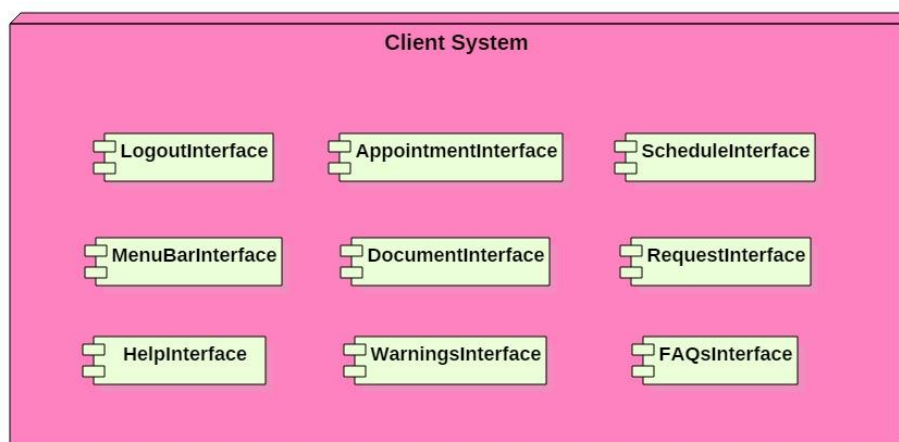 Client System
LogoutInterface
AppointmentInterface
ScheduleInterface
MenuBarInterface
DocumentInterface
RequestInterface
HelpInterface
WarningsInterface
FAQsInterface